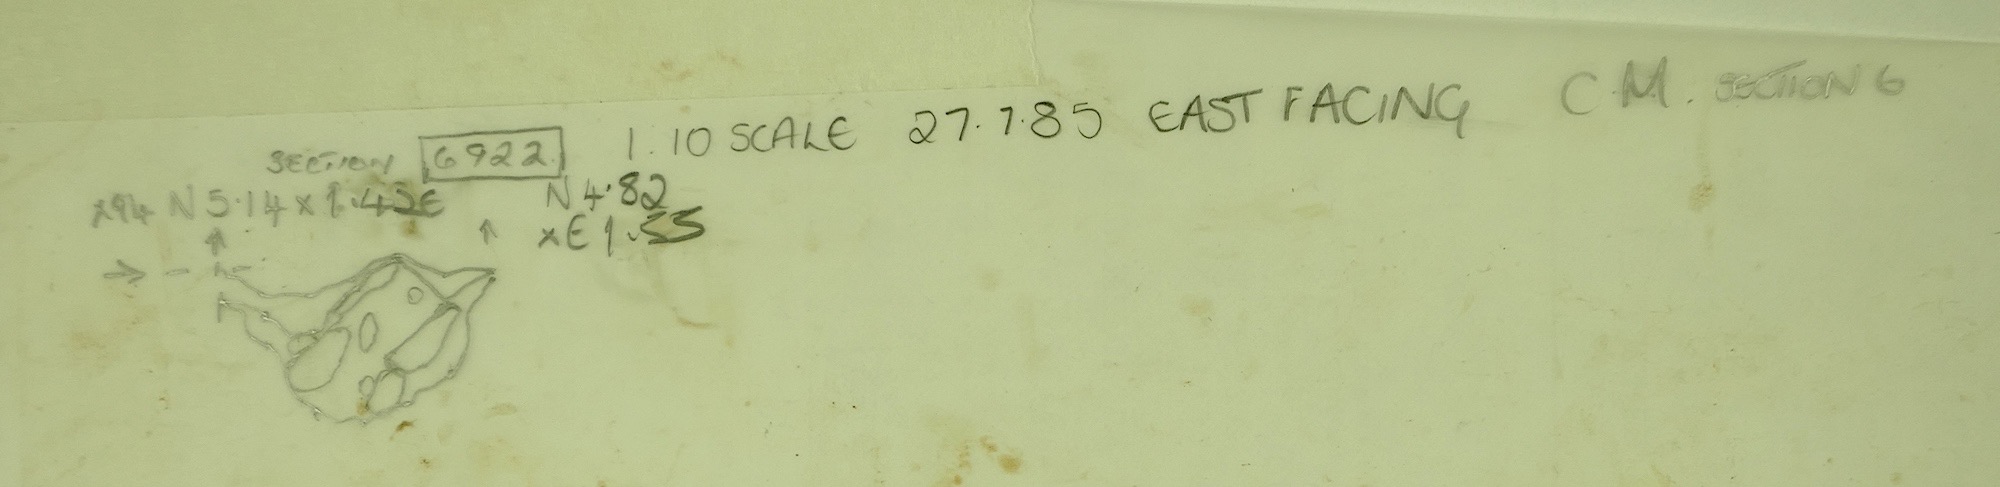 SECTION 6922 1.10 SCALE 27.7.85 EAST FACING C.M. SECTION 6
N 5.14 x 1.42E
N 4.82
x E 1.55